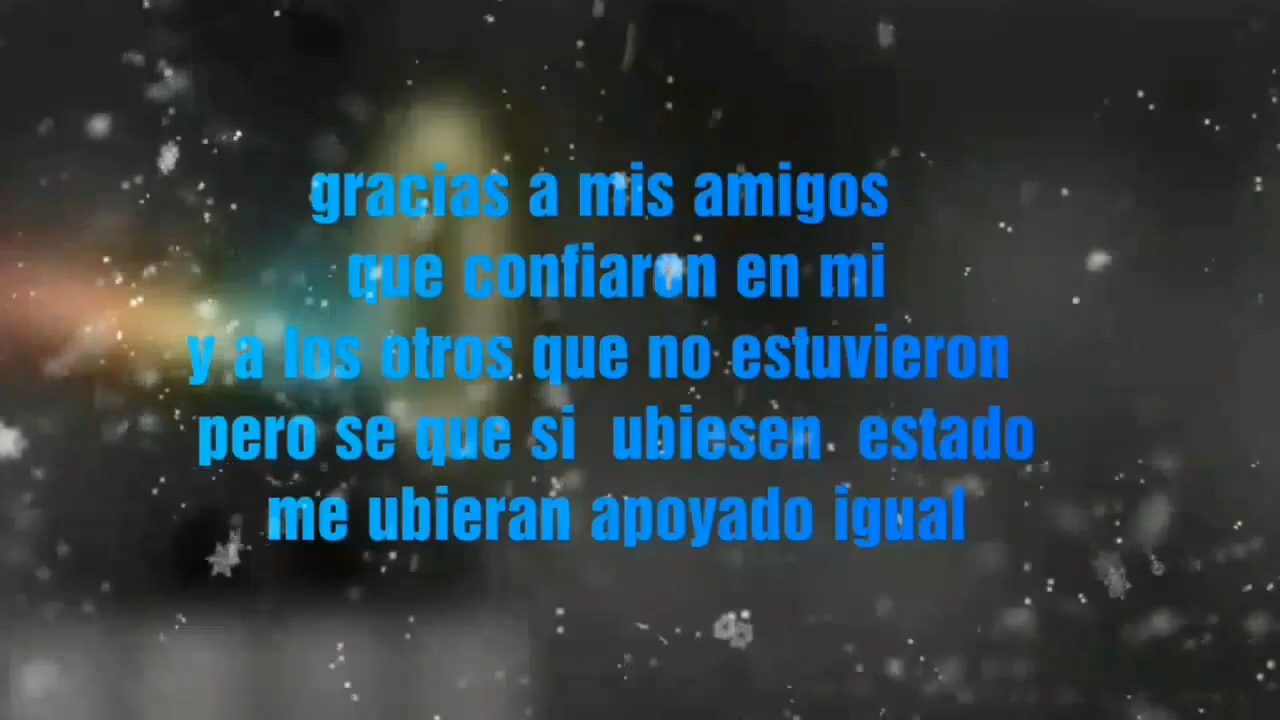 gracias a mis amigos
que confiaron en mi
y a los otros que no estuvieron
pero se que si ubiesen estado
me ubieran apoyado igual